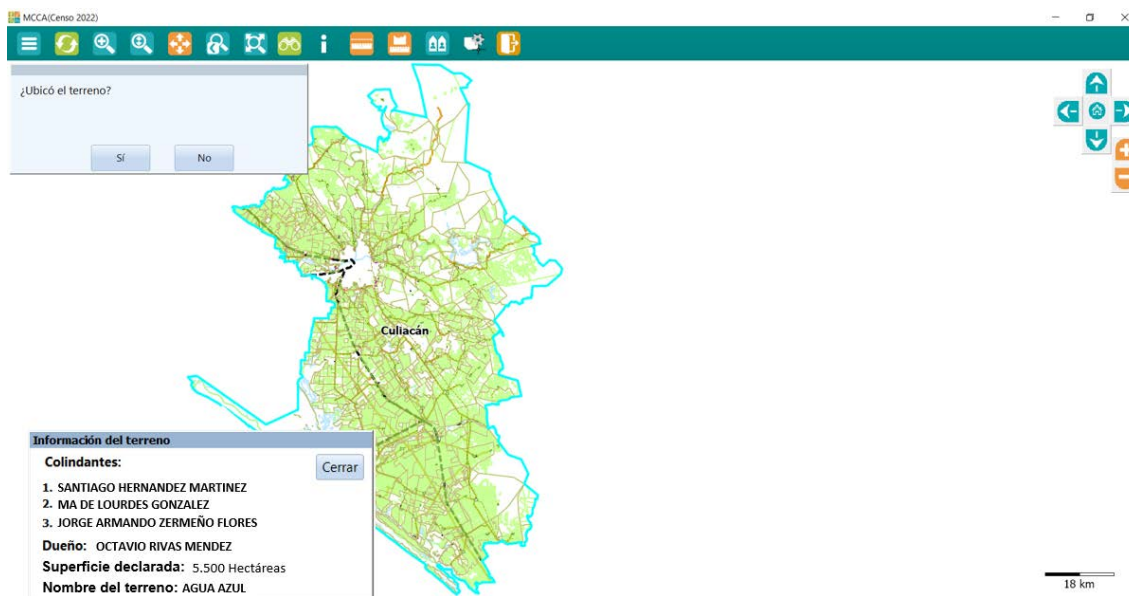 MCCA(Censo 2022)
¿Ubicó el terreno?
Sí No
Culiacán
Información del terreno
Colindantes:
Cerrar
1. SANTIAGO HERNANDEZ MARTINEZ
2. MA DE LOURDES GONZALEZ
3. JORGE ARMANDO ZERMEÑO FLORES
Dueño: OCTAVIO RIVAS MENDEZ
Superficie declarada: 5.500 Hectáreas
Nombre del terreno: AGUA AZUL
18 km